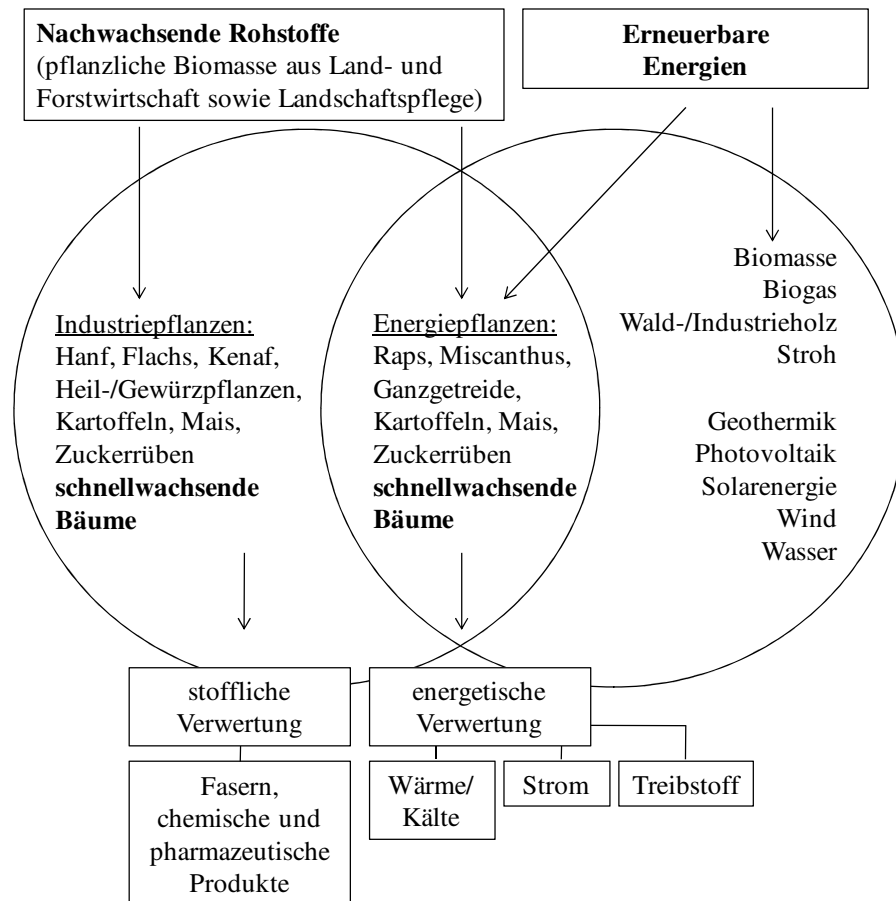 Nachwachsende Rohstoffe
(pflanzliche Biomasse aus Land- und
Forstwirtschaft sowie Landschaftspflege)
Erneuerbare
Energien
Industriepflanzen:
Hanf, Flachs, Kenaf,
Heil-/Gewürzpflanzen,
Kartoffeln, Mais,
Zuckerrüben
schnellwachsende
Bäume
Energiepflanzen:
Raps, Miscanthus,
Ganzgetreide,
Kartoffeln, Mais,
Zuckerrüben
schnellwachsende
Bäume
Biomasse
Biogas
Wald-/Industrieholz
Stroh
Geothermik
Photovoltaik
Solarenergie
Wind
Wasser
stoffliche
Verwertung
energetische
Verwertung
Fasern,
chemische und
pharmazeutische
Produkte
Wärme/
Kälte
Strom
Treibstoff